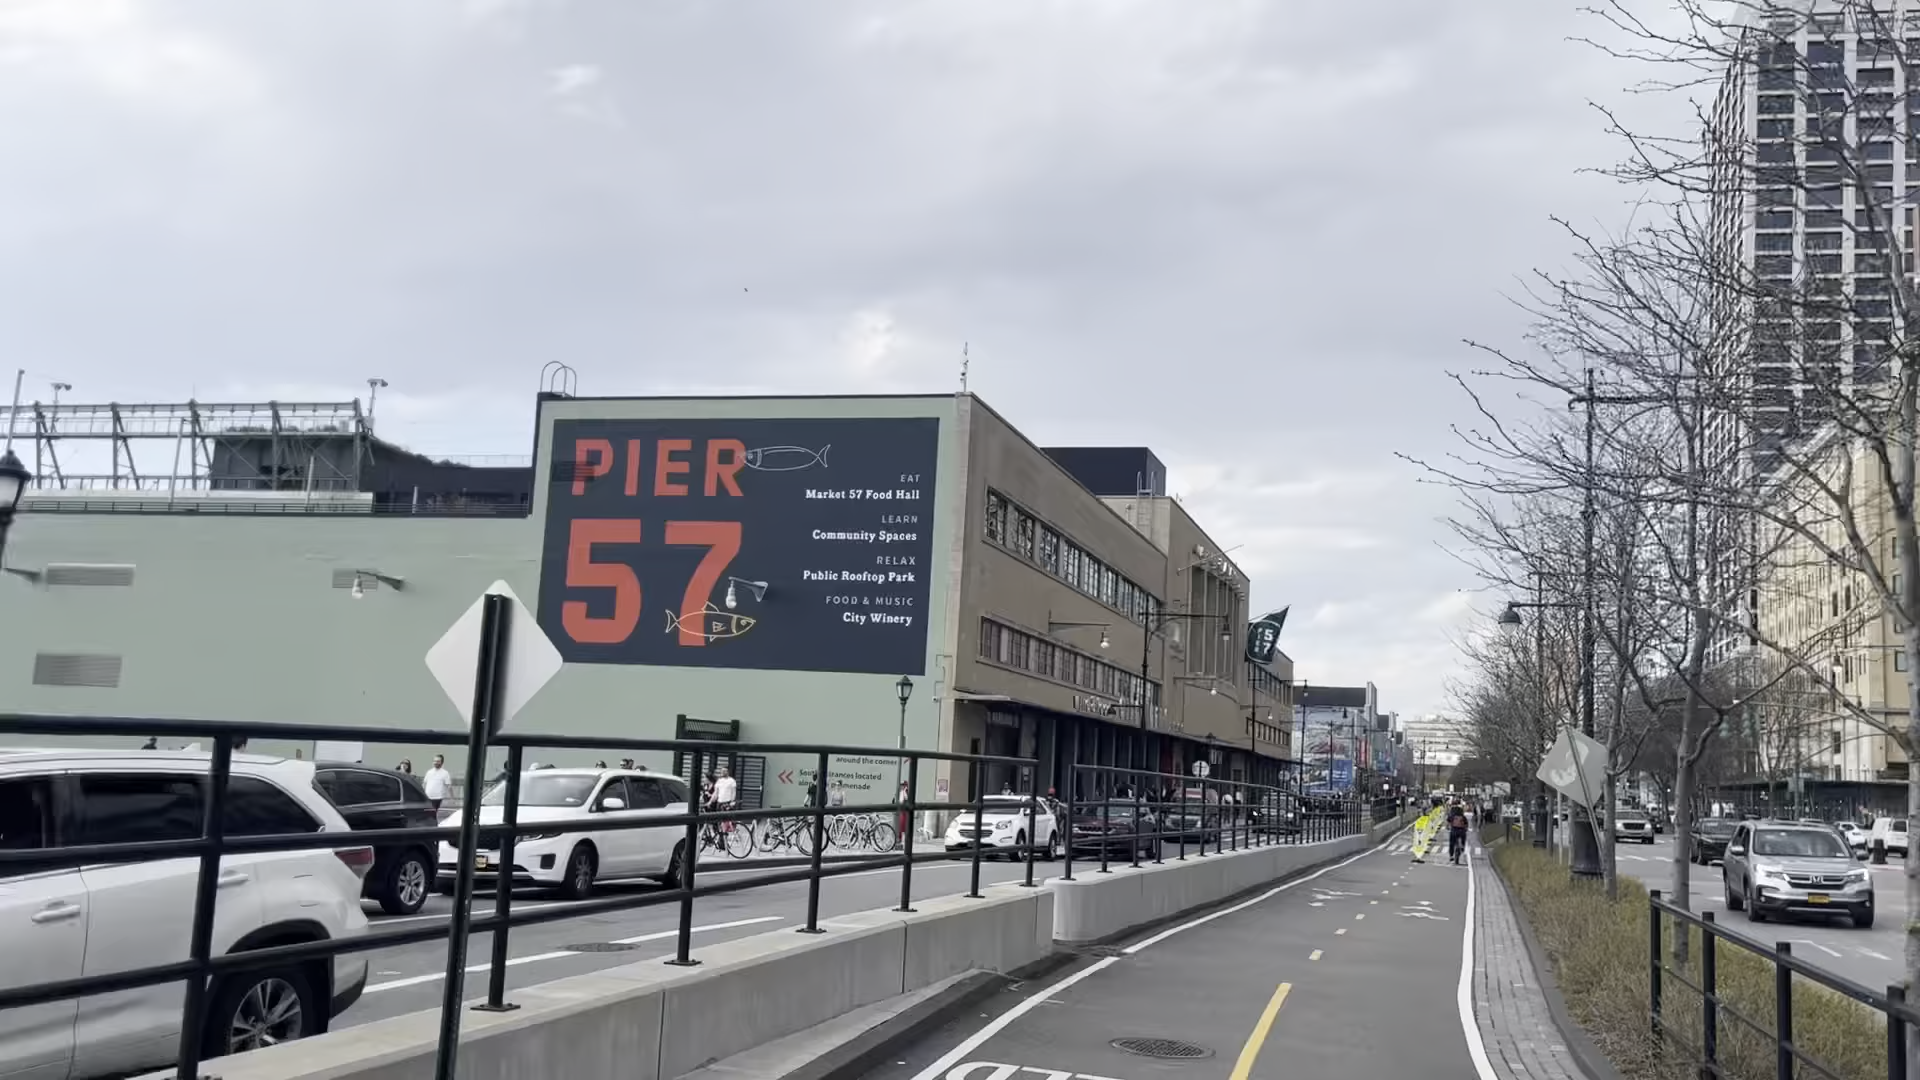 PIER
57
EAT
Market 57 Food Hall
LEARN
Community Spaces
RELAX
Public Rooftop Park
FOOD & MUSIC
City Winery
57
around the corner